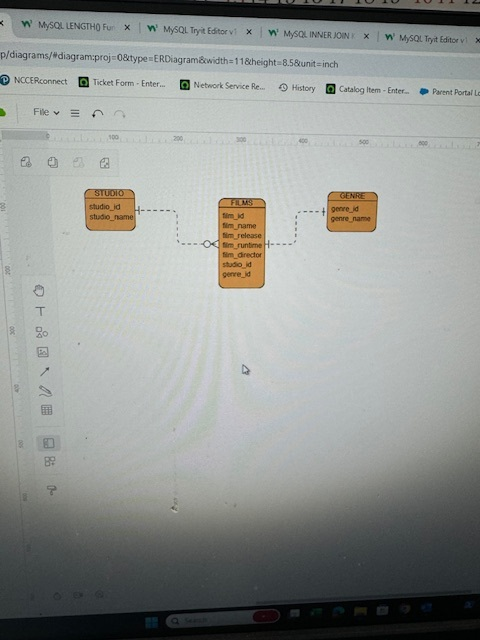 MySQL LENGTH() Fun
MySQL Tryit Editor v
MySQL INNER JOIN
MySQL Tryit Editor v
p/diagrams/#diagram:proj=0&type=ERDiagram&width=11&height=8.5&unit=inch
NCCERconnect
Ticket Form - Enter...
Network Service Re...
History
Catalog Item - Enter...
Parent Portal Lo
File
100
200
300
400
500
600
STUDIO
studio_id
studio_name
FILMS
film_id
film_name
film_release
film_runtime
film_director
studio_id
genre_id
GENRE
genre_id
genre_name
T
Search